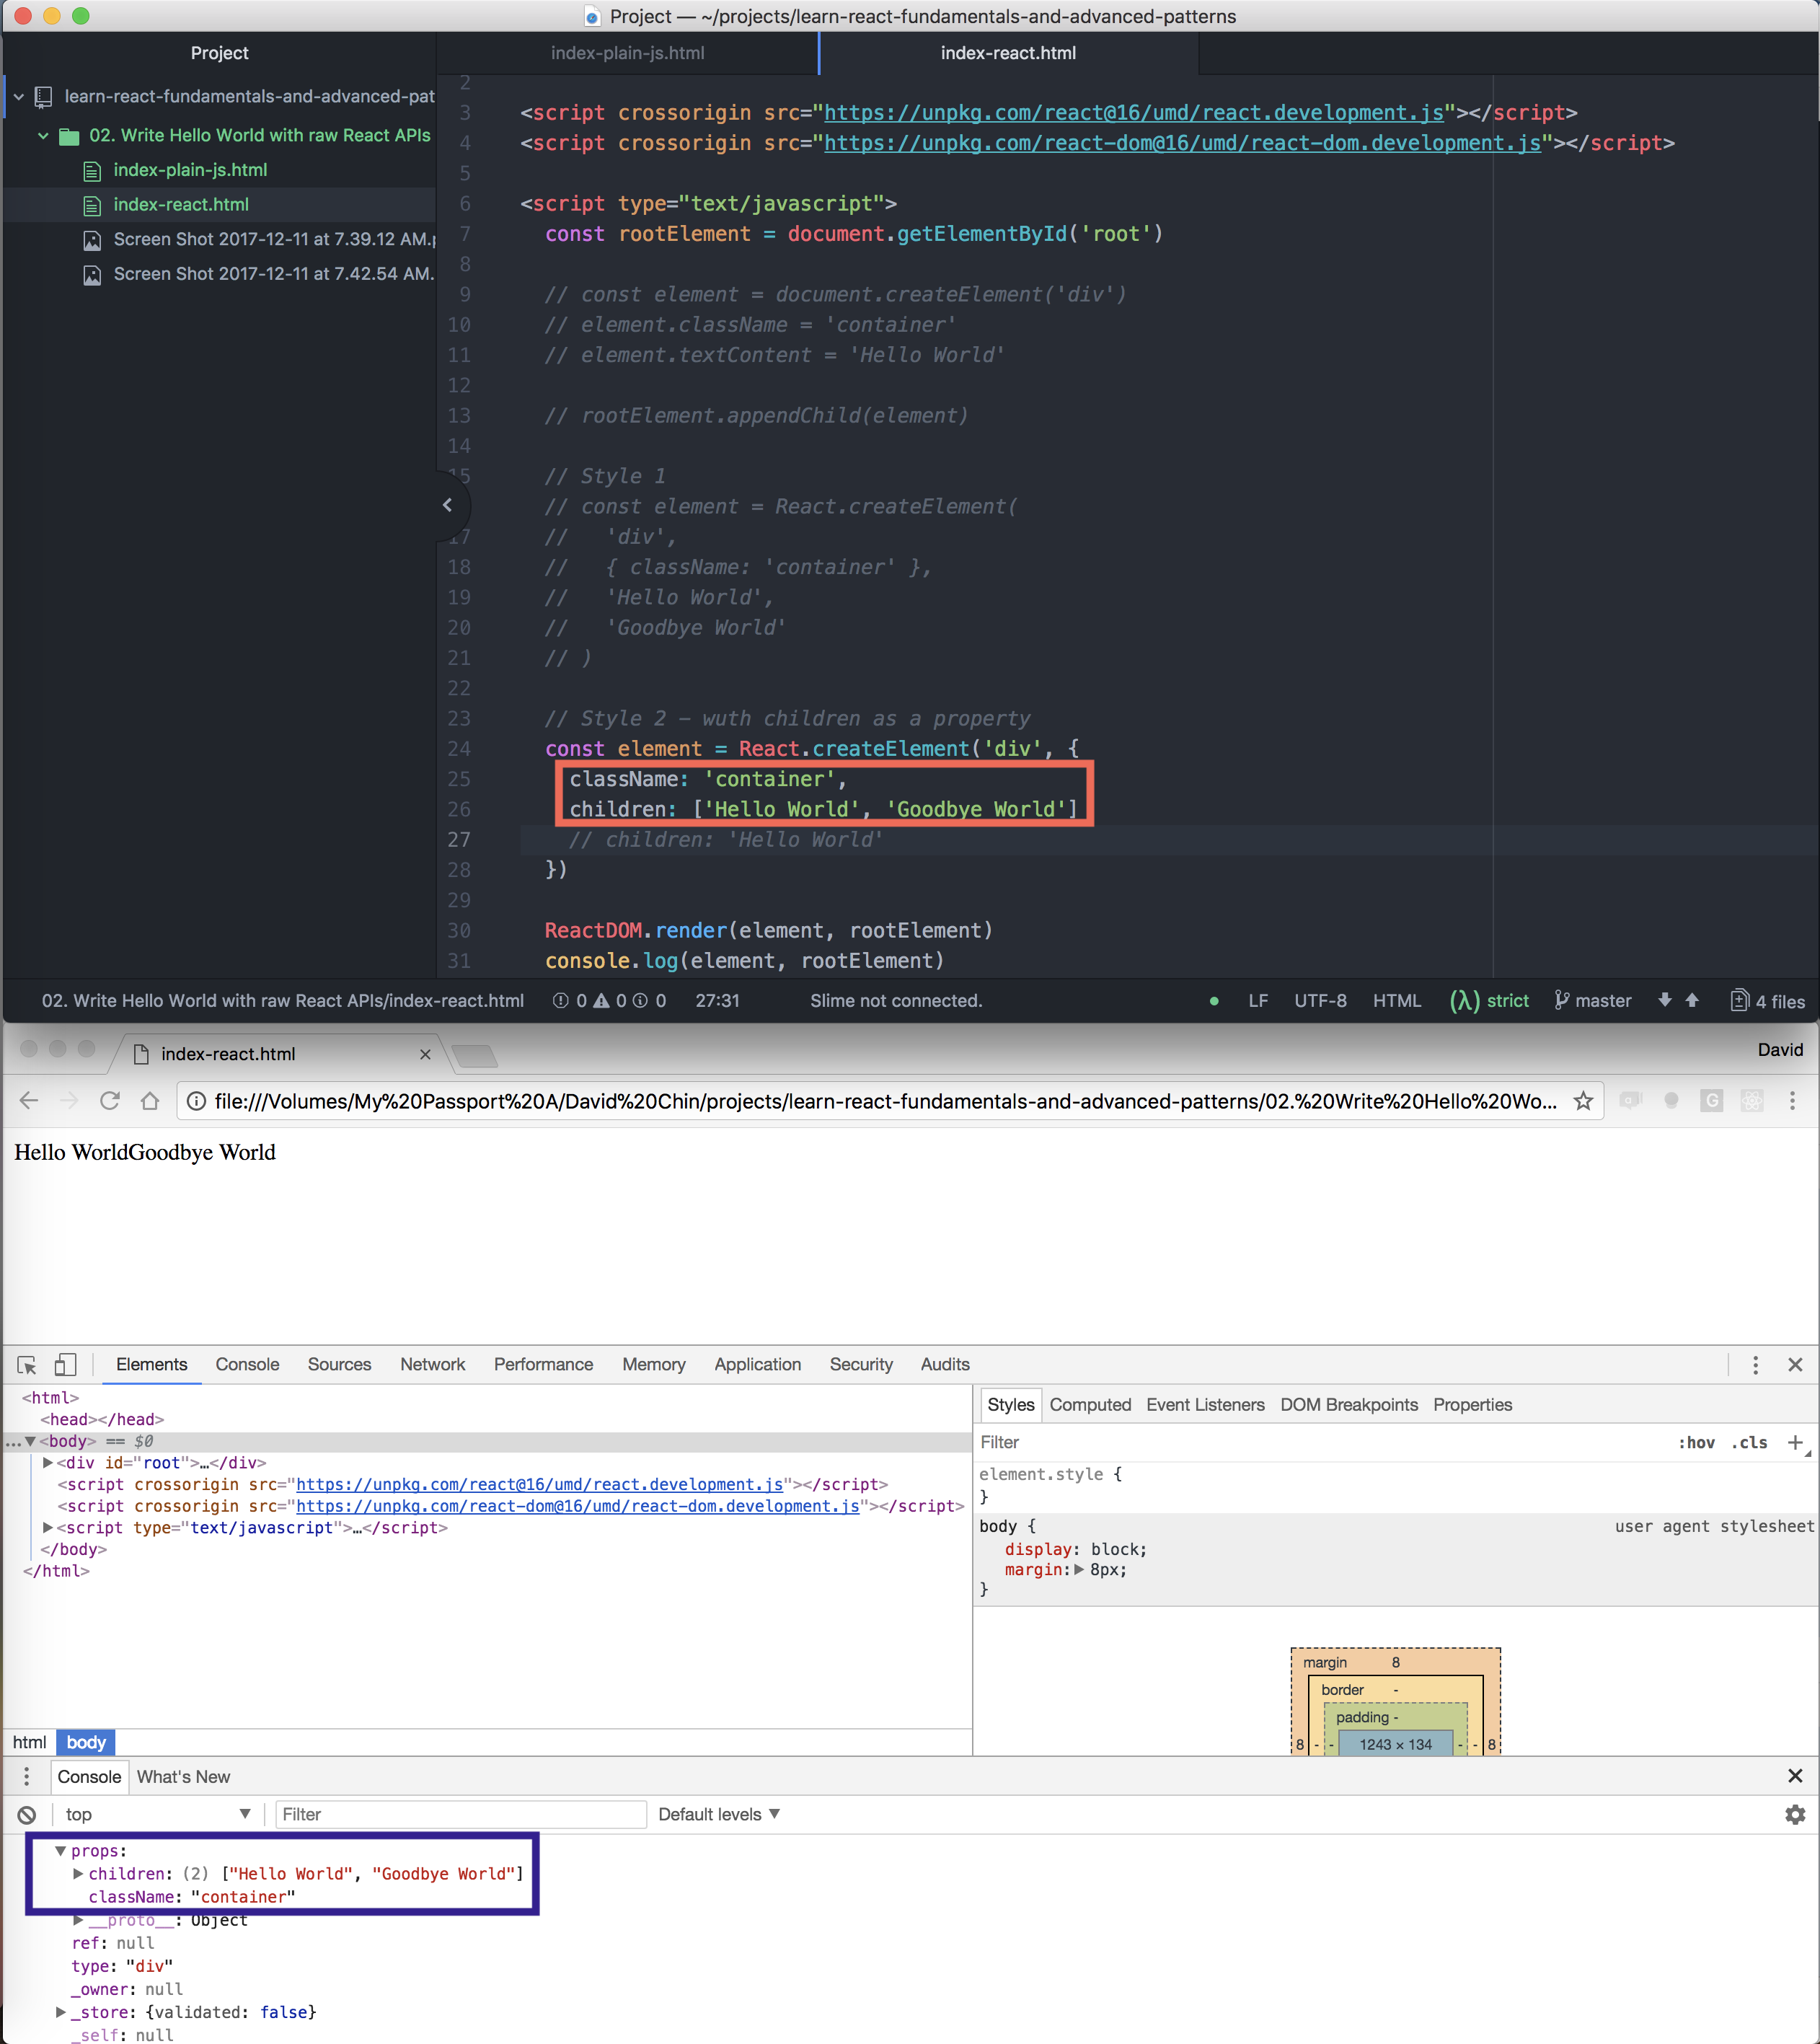 Project — ~/projects/learn-react-fundamentals-and-advanced-patterns
Project
index-plain-js.html
index-react.html
learn-react-fundamentals-and-advanced-pat
02. Write Hello World with raw React APIs
index-plain-js.html
index-react.html
Screen Shot 2017-12-11 at 7.39.12 AM.p
Screen Shot 2017-12-11 at 7.42.54 AM.
2
3 <script crossorigin src="https://unpkg.com/react@16/umd/react.development.js"></script>
4 <script crossorigin src="https://unpkg.com/react-dom@16/umd/react-dom.development.js"></script>
5
6 <script type="text/javascript">
7 const rootElement = document.getElementById('root')
8
9 // const element = document.createElement('div')
10 // element.className = 'container'
11 // element.textContent = 'Hello World'
12
13 // rootElement.appendChild(element)
14
15 // Style 1
// const element = React.createElement(
17 // 'div',
18 // { className: 'container' },
19 // 'Hello World',
20 // 'Goodbye World'
21 // )
22
23 // Style 2 - wuth children as a property
24 const element = React.createElement('div', {
25 className: 'container',
26 children: ['Hello World', 'Goodbye World']
27 // children: 'Hello World'
28 })
29
30 ReactDOM.render(element, rootElement)
31 console.log(element, rootElement)
02. Write Hello World with raw React APIs/index-react.html 0 0 0 27:31 Slime not connected. LF UTF-8 HTML (λ) strict master 4 files
index-react.html
David
file:///Volumes/My%20Passport%20A/David%20Chin/projects/learn-react-fundamentals-and-advanced-patterns/02.%20Write%20Hello%20Wo...
Hello WorldGoodbye World
Elements Console Sources Network Performance Memory Application Security Audits
<html>
<head></head>
...<body> == $0
<div id="root">…</div>
<script crossorigin src="https://unpkg.com/react@16/umd/react.development.js"></script>
<script crossorigin src="https://unpkg.com/react-dom@16/umd/react-dom.development.js"></script>
<script type="text/javascript">…</script>
</body>
</html>
Styles Computed Event Listeners DOM Breakpoints Properties
Filter :hov .cls +
element.style {
}
body { user agent stylesheet
display: block;
margin: 8px;
}
margin 8
border -
padding -
8 - - 1243 × 134 - - 8
html body
Console What's New
top Filter Default levels
props:
children: (2) ["Hello World", "Goodbye World"]
className: "container"
__proto__: Object
ref: null
type: "div"
_owner: null
_store: {validated: false}
_self: null